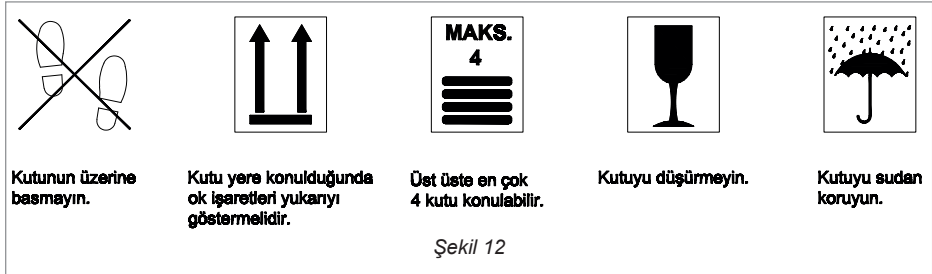 MAKS.
4
Kutunun üzerine
basmayın.
Kutu yere konulduğunda
ok işaretleri yukarıyı
göstermelidir.
Üst üste en çok
4 kutu konulabilir.
Kutuyu düşürmeyin.
Kutuyu sudan
koruyun.
Şekil 12